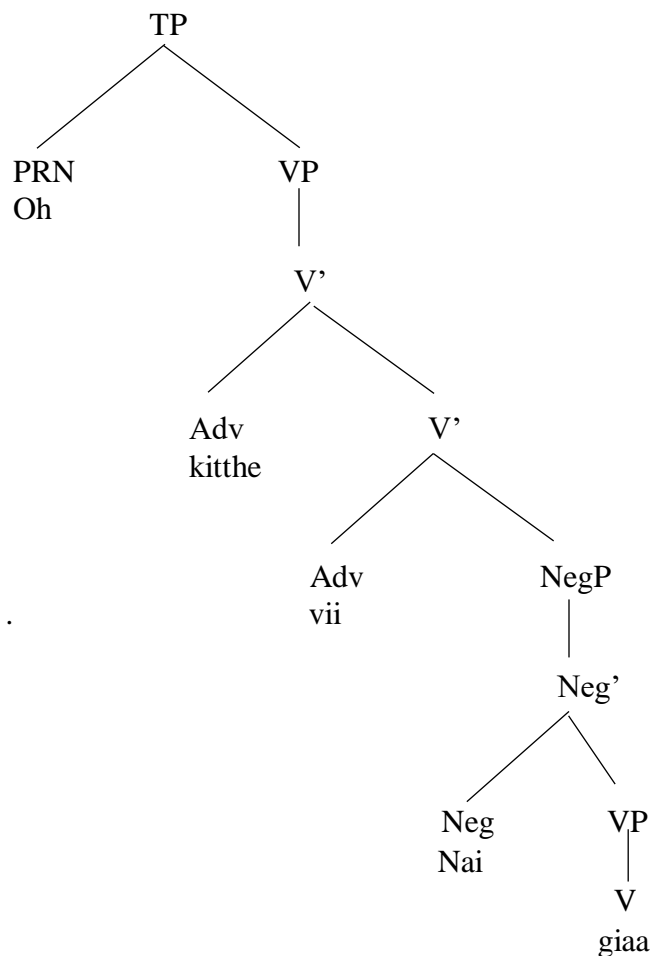 TP
PRN VP
Oh
V’
Adv V’
kitthe
Adv NegP
vii
.
Neg’
Neg VP
Nai
V
giaa